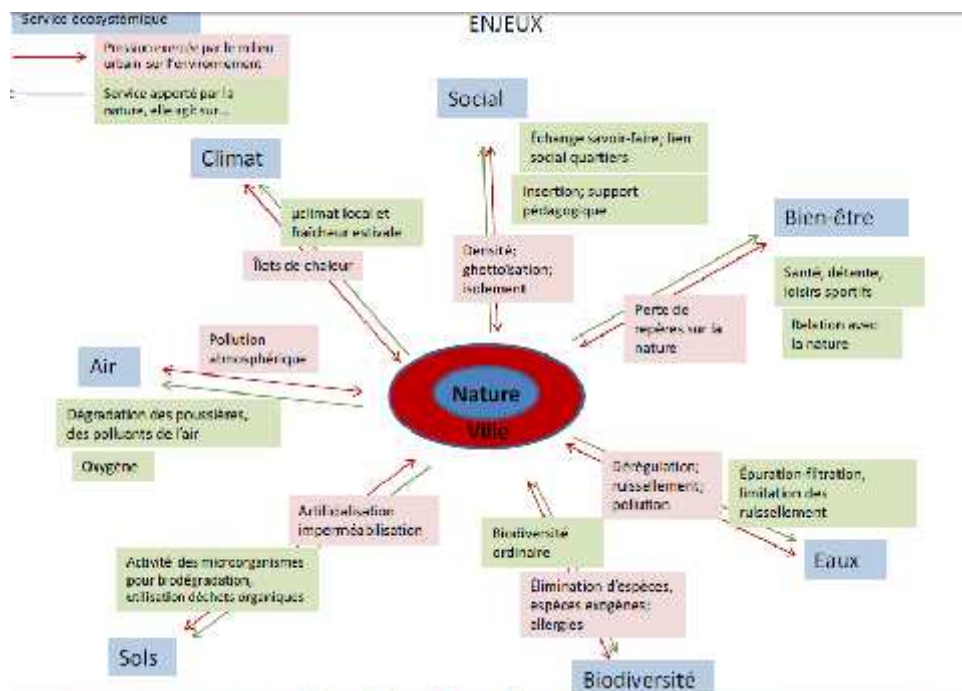 Service écosystémique
ENJEUX
Pression exercée par le milieu
urbain sur l'environnement
Service apporté par la
nature, elle agit sur...
Social
Échange savoir-faire; lien
social quartiers
Insertion; support
pédagogique
Climat
µclimat local et
fraîcheur estivale
Îlots de chaleur
Densité;
ghettoïsation;
isolement
Bien-être
Santé, détente,
loisirs sportifs
Relation avec
la nature
Perte de
repères sur la
nature
Pollution
atmosphérique
Air
Dégradation des poussières,
des polluants de l'air
Oxygène
Nature
Ville
Artificialisation
imperméabilisation
Dérégulation;
ruissellement;
pollution
Épuration-filtration,
limitation des
ruissellement
Eaux
Biodiversité
ordinaire
Activité des microorganismes
pour biodégradation,
utilisation déchets organiques
Élimination d'espèces,
espèces exogènes;
allergies
Sols
Biodiversité